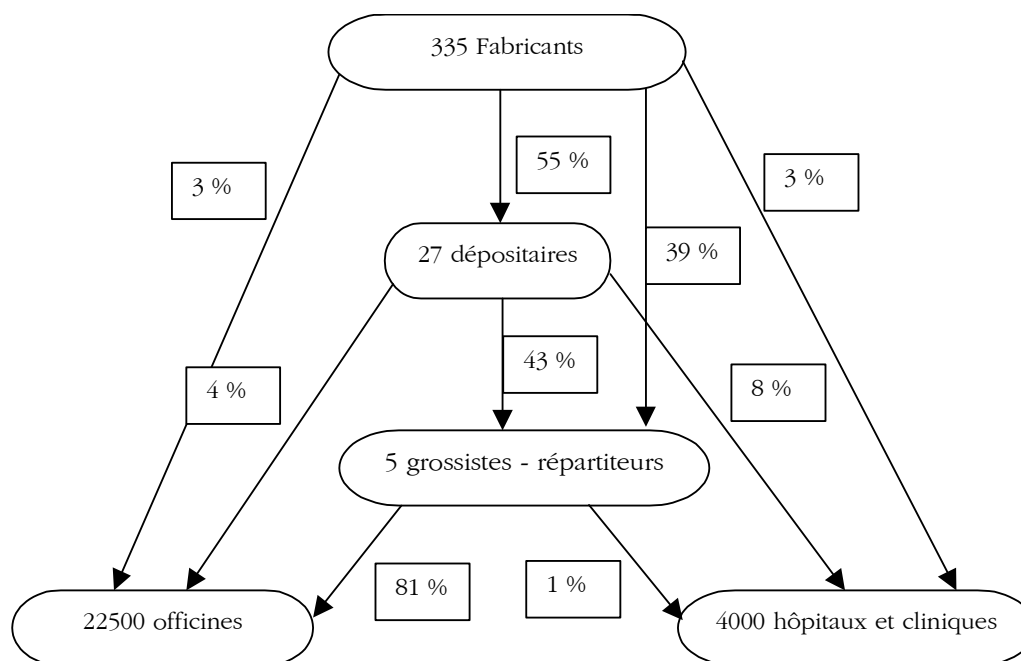 335 Fabricants
55 %
3 %
3 %
27 dépositaires
39 %
43 %
4 %
8 %
5 grossistes - répartiteurs
81 %
1 %
22500 officines
4000 hôpitaux et cliniques